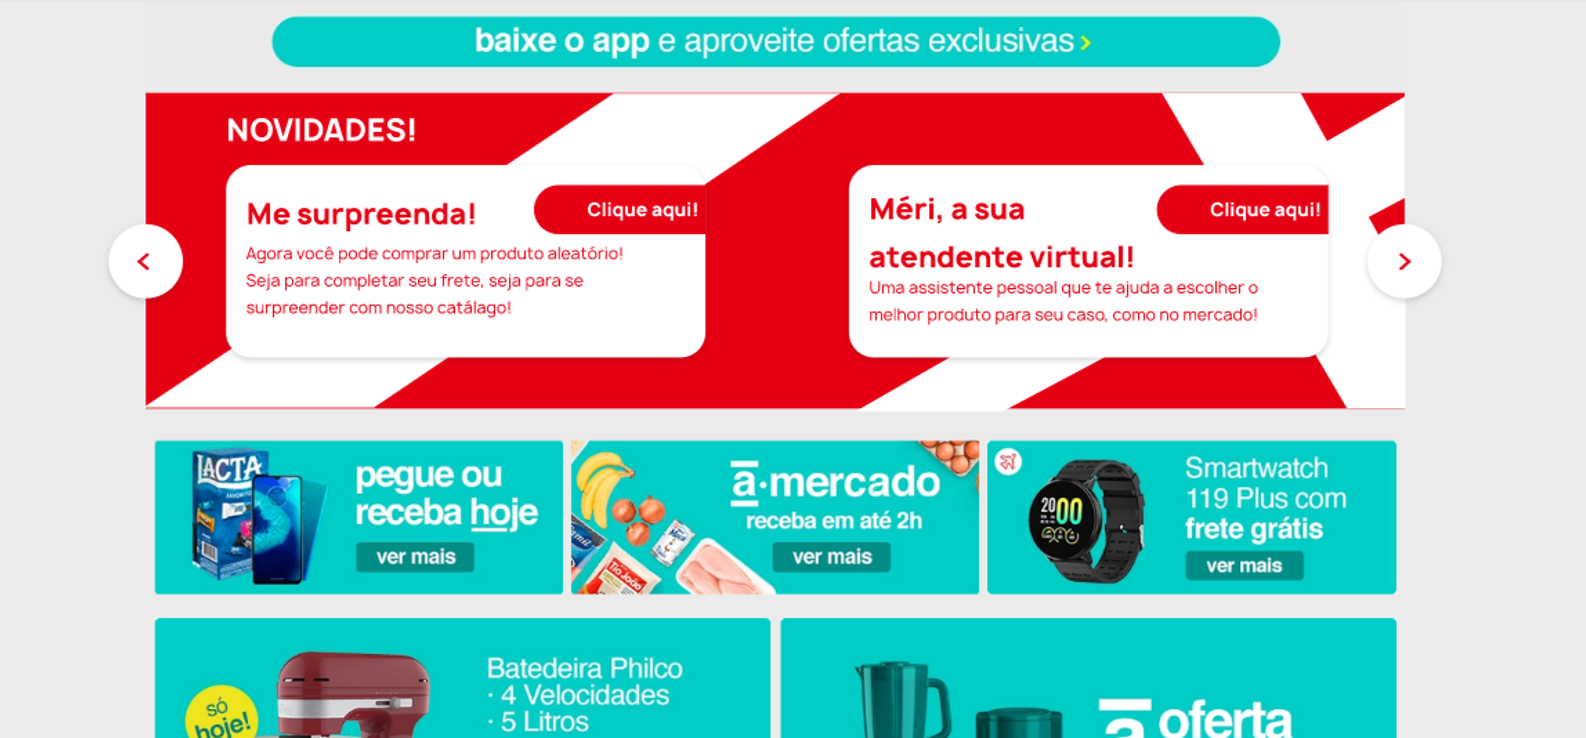 baixe o app e aproveite ofertas exclusivas >
NOVIDADES!
Me surpreenda!
Clique aqui!
Agora você pode comprar um produto aleatório!
Seja para completar seu frete, seja para se
surpreender com nosso catálago!
Méri, a sua
atendente virtual!
Clique aqui!
Uma assistente pessoal que te ajuda a escolher o
melhor produto para seu caso, como no mercado!
LACTA
FAVORITOS
pegue ou
receba hoje
ver mais
a·mercado
receba em até 2h
ver mais
Tio João
20 00
Smartwatch
119 Plus com
frete grátis
ver mais
só
hoje!
Batedeira Philco
· 4 Velocidades
· 5 Litros
a oferta